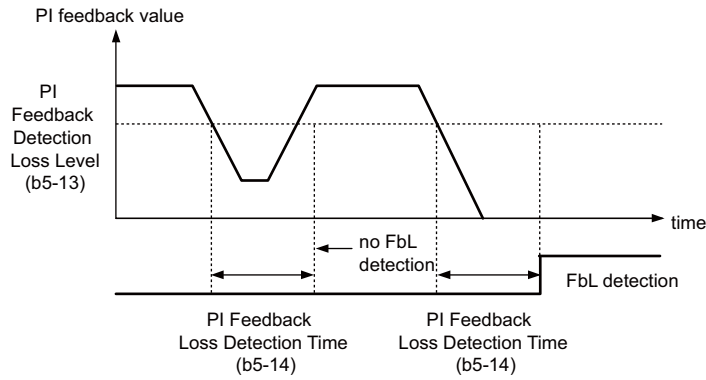 PI feedback value
PI
Feedback
Detection
Loss Level
(b5-13)
time
no FbL
detection
FbL detection
PI Feedback
Loss Detection Time
(b5-14)
PI Feedback
Loss Detection Time
(b5-14)